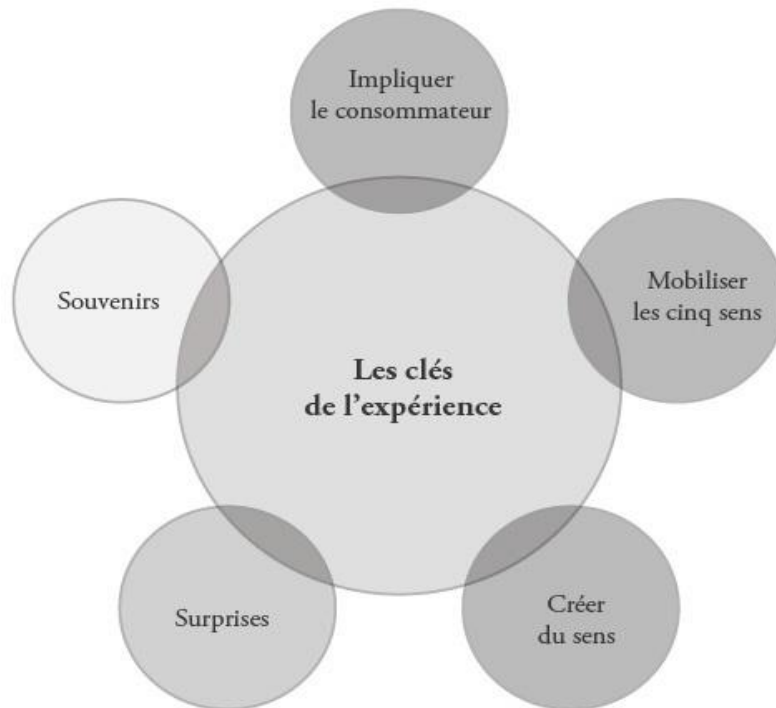 Impliquer
le consommateur
Mobiliser
les cinq sens
Souvenirs
Les clés
de l’expérience
Créer
du sens
Surprises